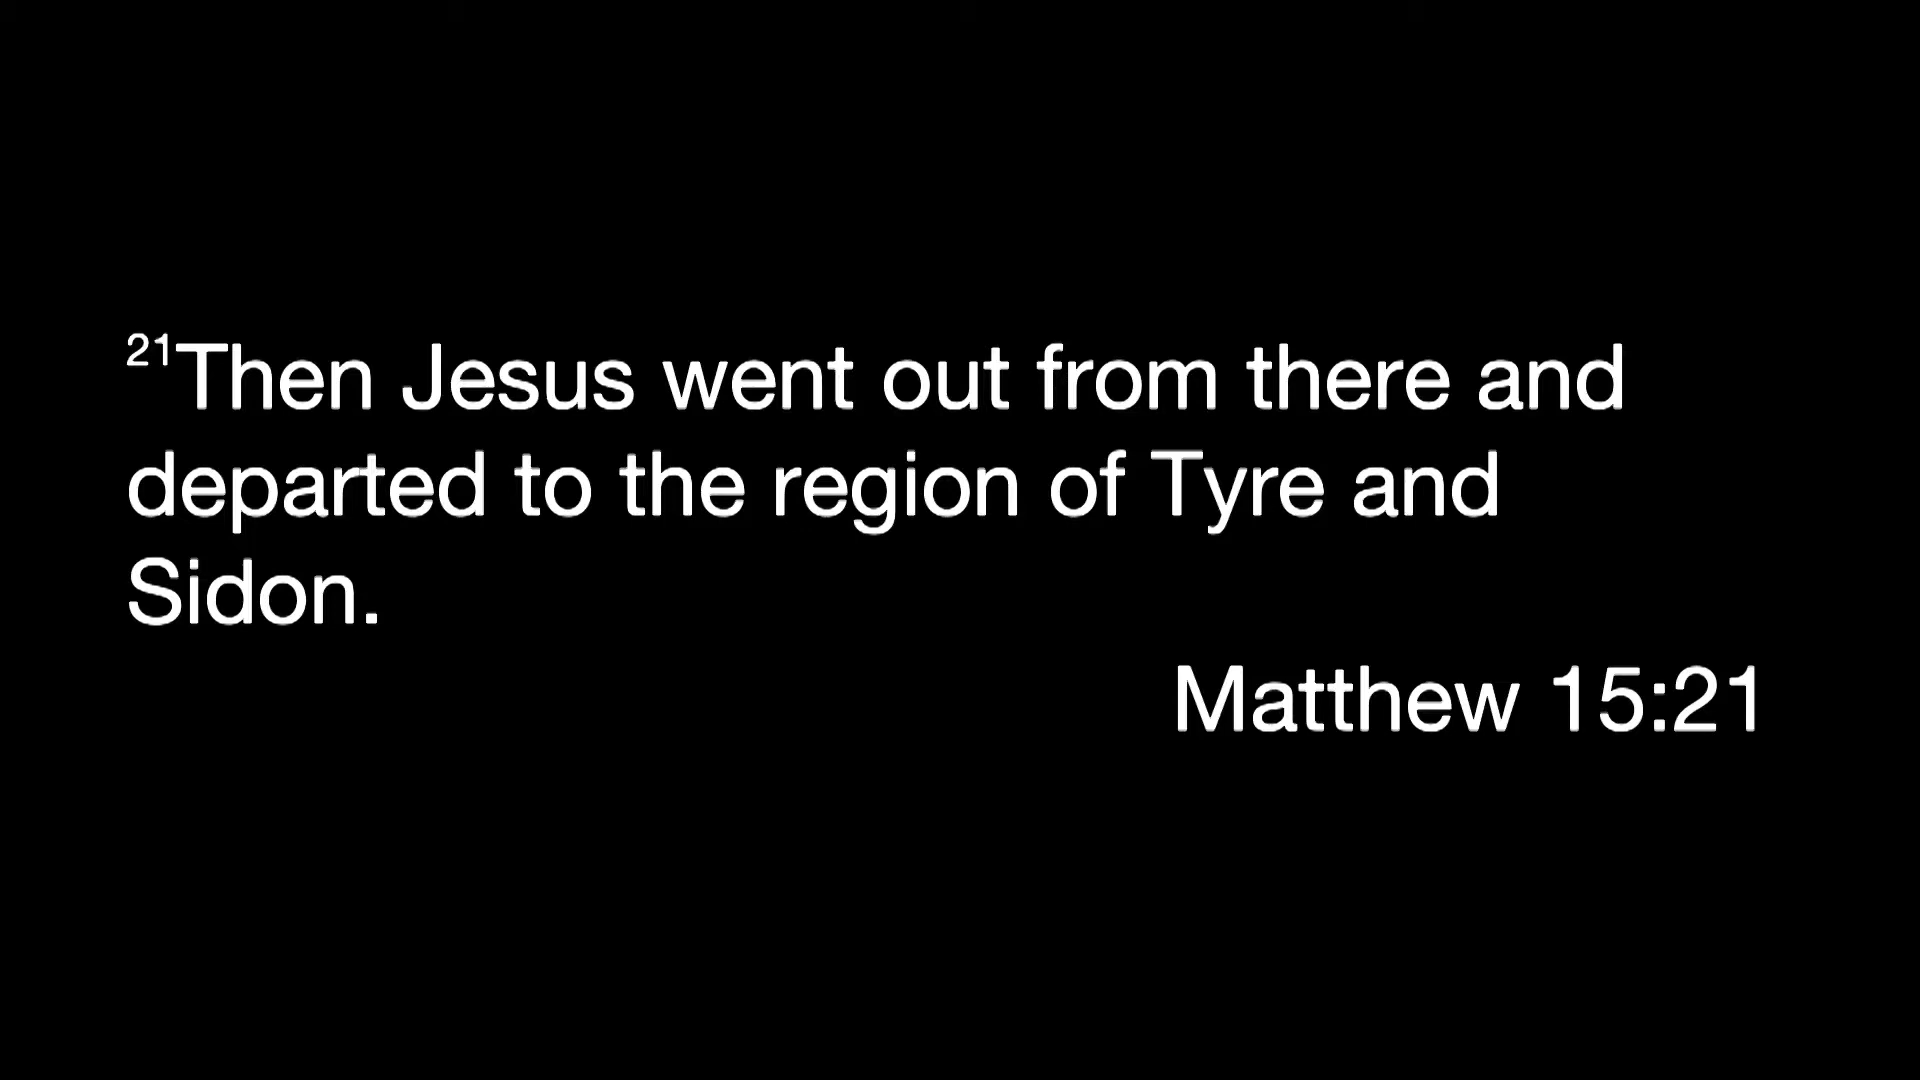 21Then Jesus went out from there and
departed to the region of Tyre and
Sidon.
Matthew 15:21